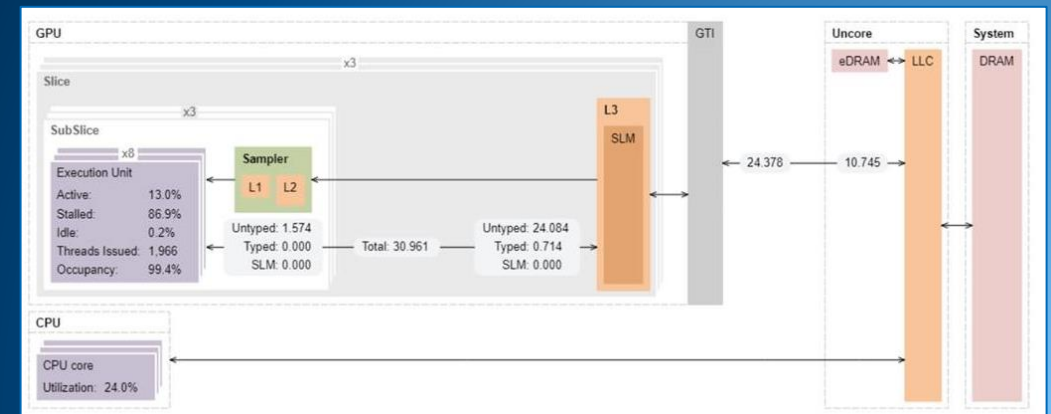 GPU
GTI
Uncore
System
x3
eDRAM
LLC
DRAM
Slice
x3
L3
SubSlice
SLM
x8
Execution Unit
Sampler
24.378
10.745
Active: 13.0%
L1
L2
Stalled: 86.9%
Idle: 0.2%
Threads Issued: 1,966
Occupancy: 99.4%
Untyped: 1.574
Typed: 0.000
SLM: 0.000
Total: 30.961
Untyped: 24.084
Typed: 0.714
SLM: 0.000
CPU
CPU core
Utilization: 24.0%